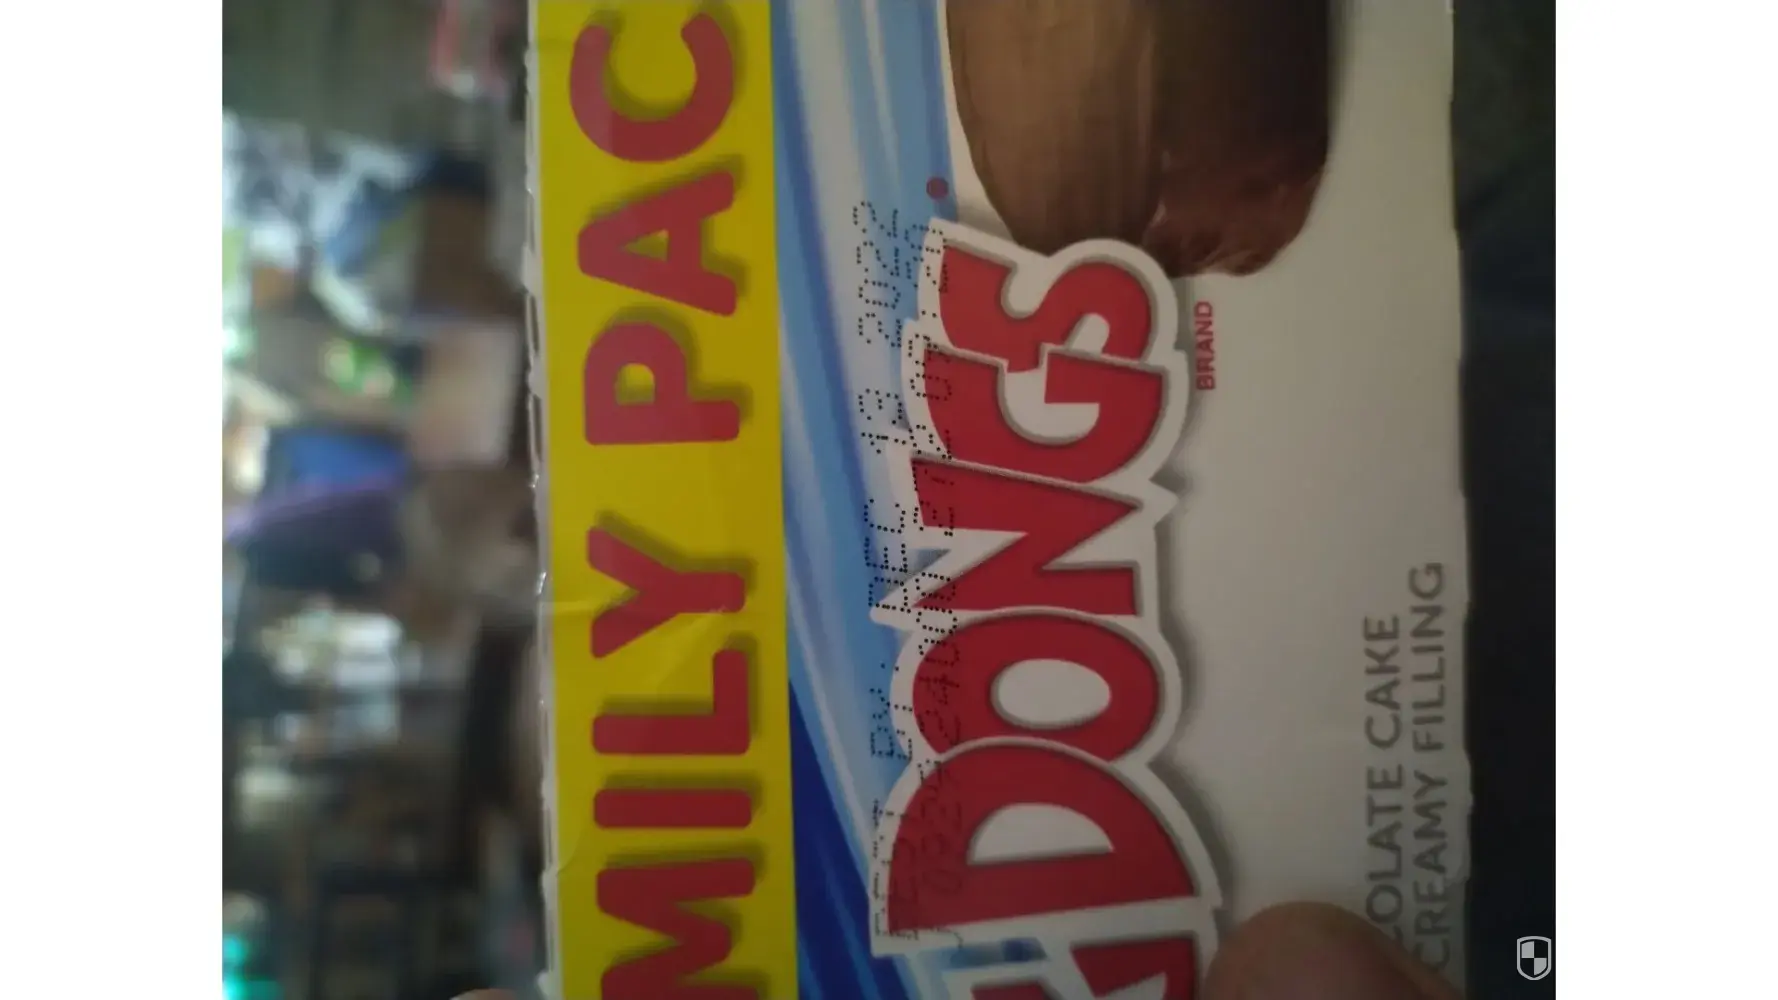 MILY PAC
BEST BY: DEC 13 2022
DONGS
BRAND
OLATE CAKE
CREAMY FILLING